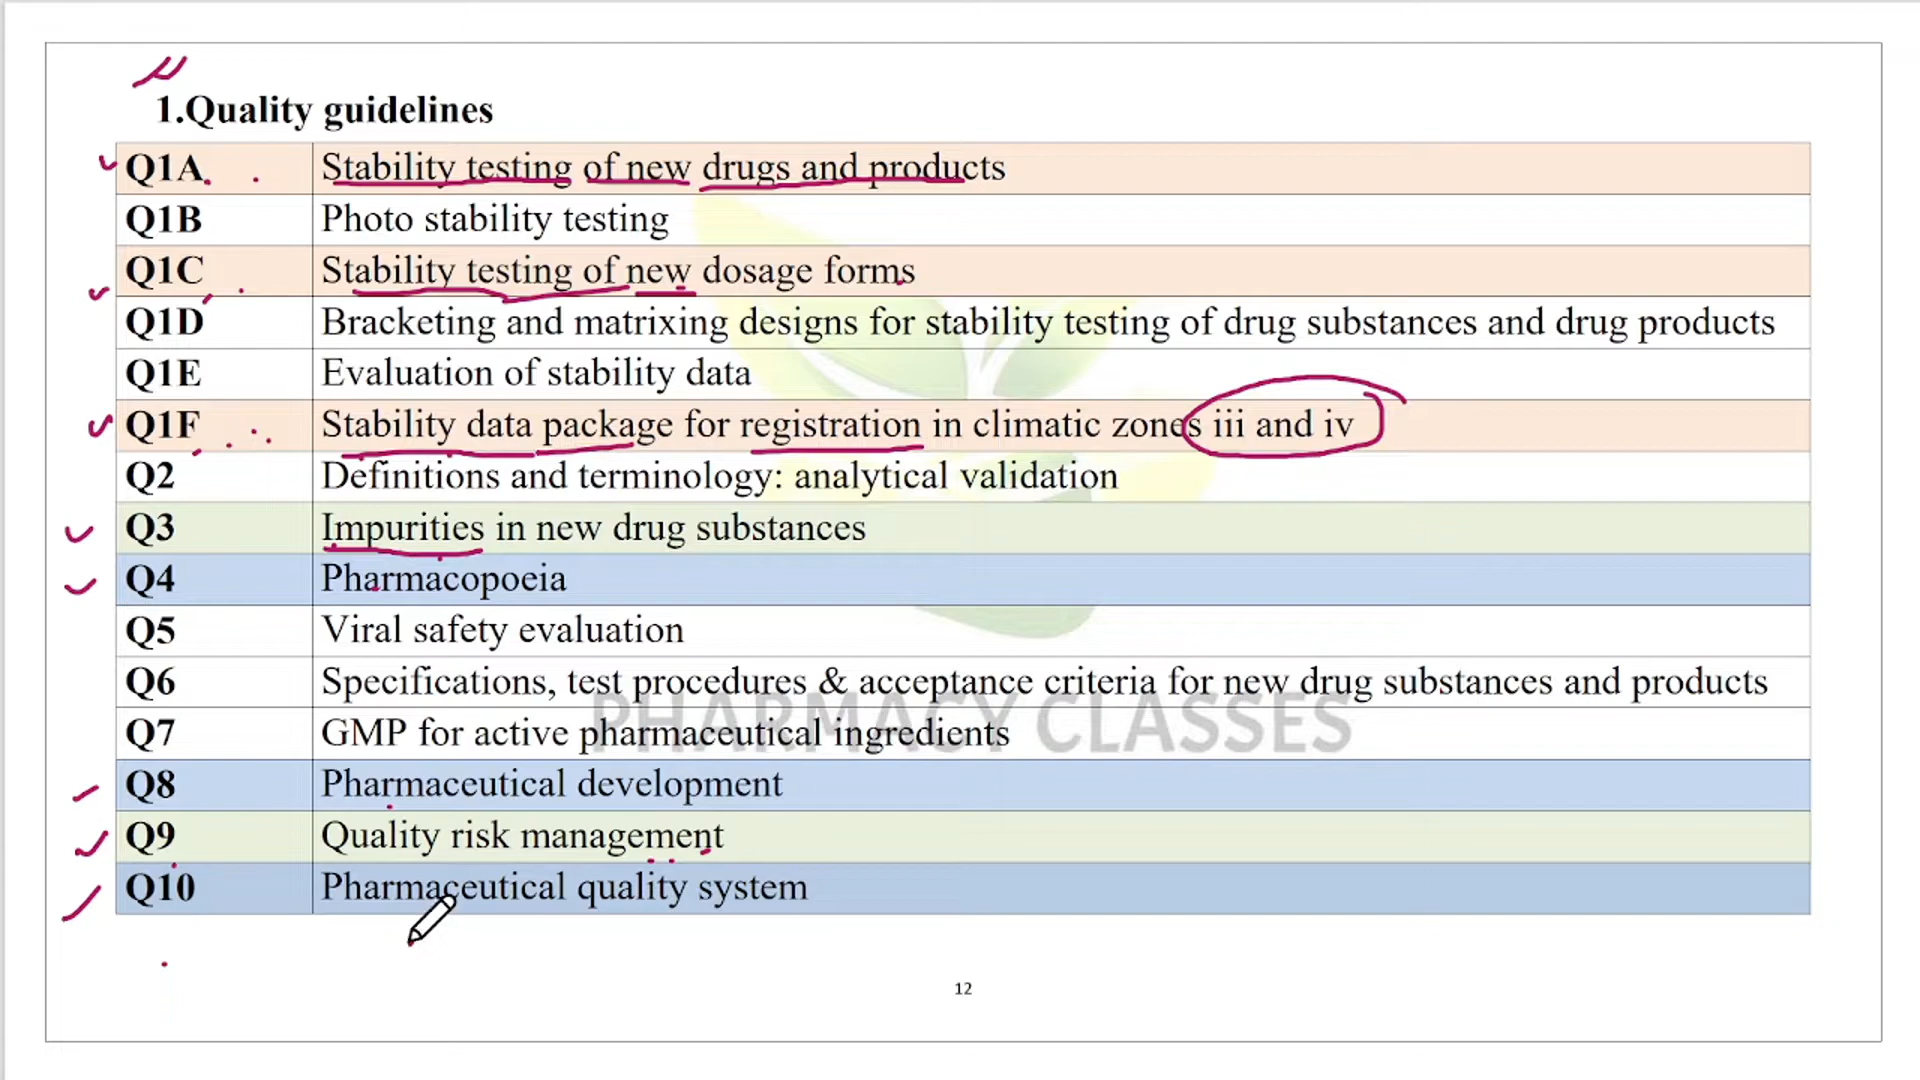 1.Quality guidelines
Q1A Stability testing of new drugs and products
Q1B Photo stability testing
Q1C Stability testing of new dosage forms
Q1D Bracketing and matrixing designs for stability testing of drug substances and drug products
Q1E Evaluation of stability data
Q1F Stability data package for registration in climatic zones iii and iv
Q2 Definitions and terminology: analytical validation
Q3 Impurities in new drug substances
Q4 Pharmacopoeia
Q5 Viral safety evaluation
Q6 Specifications, test procedures & acceptance criteria for new drug substances and products
PHARMACY CLASSES
Q7 GMP for active pharmaceutical ingredients
Q8 Pharmaceutical development
Q9 Quality risk management
Q10 Pharmaceutical quality system
12